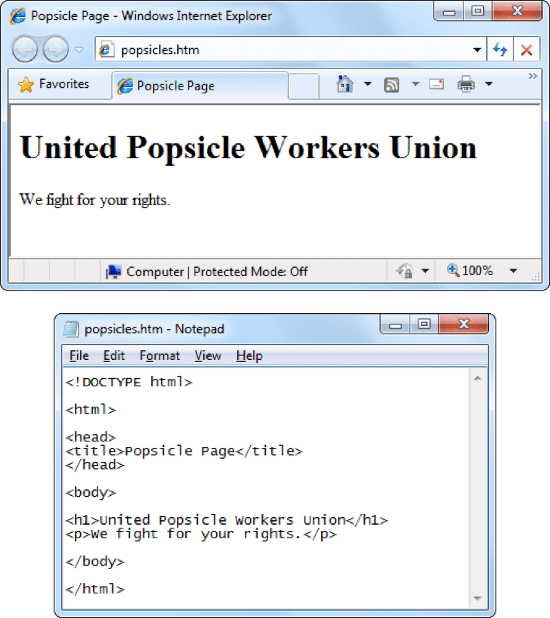 Popsicle Page - Windows Internet Explorer
popsicles.htm
Favorites
Popsicle Page
»
United Popsicle Workers Union
We fight for your rights.
Computer | Protected Mode: Off
100%
popsicles.htm - Notepad
File Edit Format View Help
<!DOCTYPE html>
<html>
<head>
<title>Popsicle Page</title>
</head>
<body>
<h1>United Popsicle Workers Union</h1>
<p>We fight for your rights.</p>
</body>
</html>